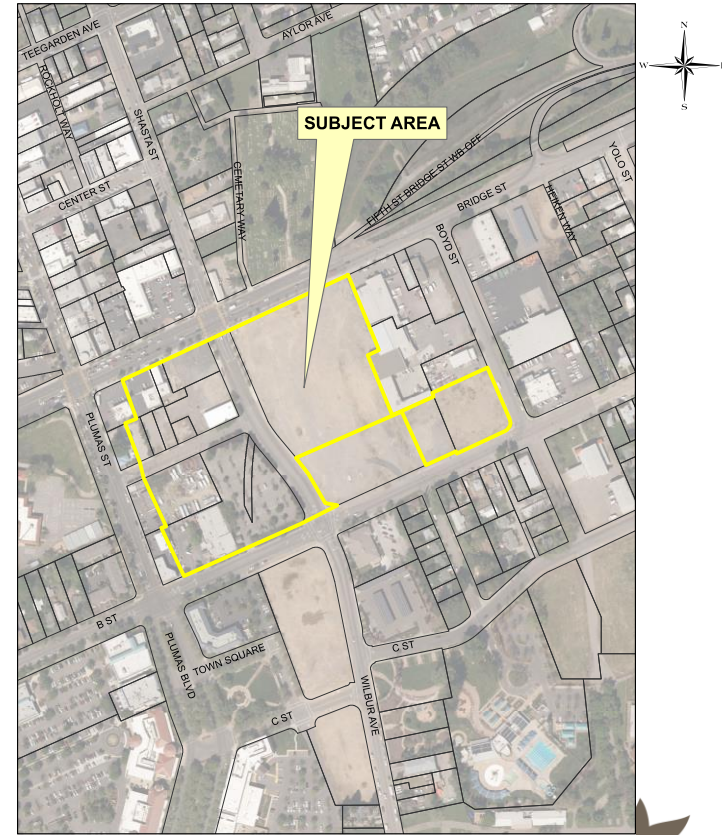 TEEGARDEN AVE
AYLOR AVE
N
W
S
ROCKHOLT WAY
SHASTA ST
SUBJECT AREA
CEMETARY WAY
FIFTH ST BRIDGE ST WB OFF
YOLO ST
CENTER ST
BRIDGE ST
HEIKEN WAY
BOYD ST
PLUMAS ST
B ST
PLUMAS BLVD
TOWN SQUARE
C ST
WILBUR AVE
C ST